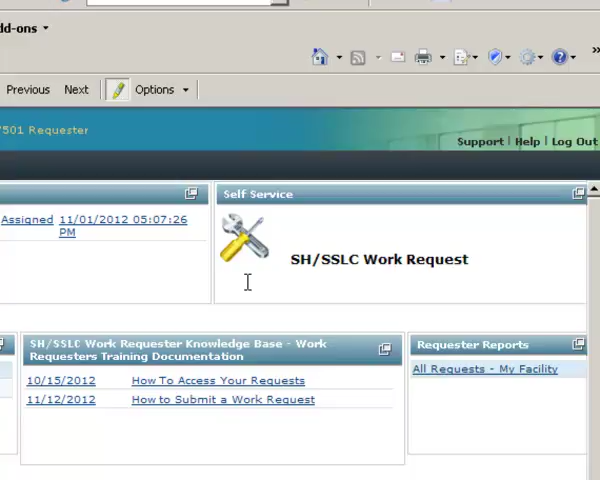 dd-ons
Previous Next Options
501 Requester
Support | Help | Log Out
Self Service
Assigned 11/01/2012 05:07:26
PM
SH/SSLC Work Request
SH/SSLC Work Requester Knowledge Base - Work
Requesters Training Documentation
Requester Reports
10/15/2012 How To Access Your Requests
All Requests - My Facility
11/12/2012 How to Submit a Work Request